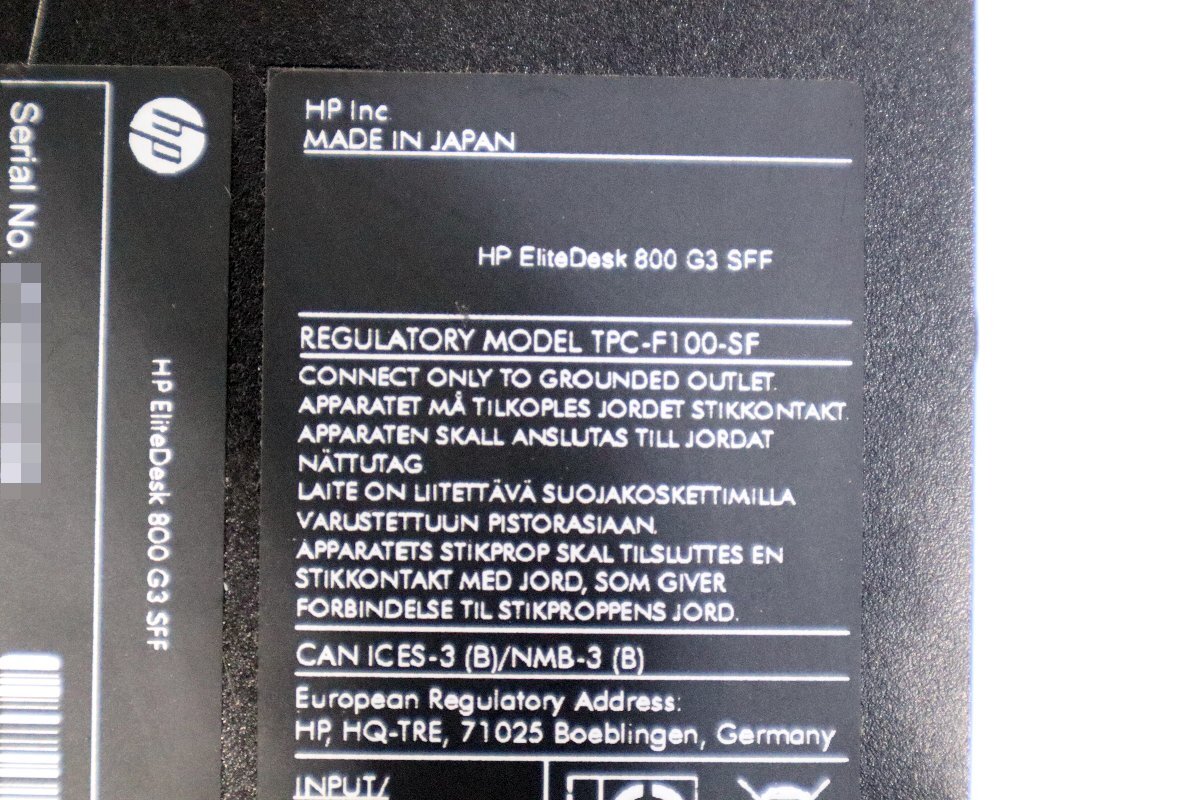 Serial No.
hp
HP EliteDesk 800 G3 SFF
HP Inc.
MADE IN JAPAN
HP EliteDesk 800 G3 SFF
REGULATORY MODEL TPC-F100-SF
CONNECT ONLY TO GROUNDED OUTLET.
APPARATET MÅ TILKOPLES JORDET STIKKONTAKT.
APPARATEN SKALL ANSLUTAS TILL JORDAT
NÄTTUTAG
LAITE ON LIITETTÄVÄ SUOJAKOSKETTIMILLA
VARUSTETTUUN PISTORASIAAN.
APPARATETS STIKPROP SKAL TILSLUTTES EN
STIKKONTAKT MED JORD, SOM GIVER
FORBINDELSE TIL STIKPROPPENS JORD.
CAN ICES-3 (B)/NMB-3 (B)
European Regulatory Address:
HP, HQ-TRE, 71025 Boeblingen, Germany
INPUT/